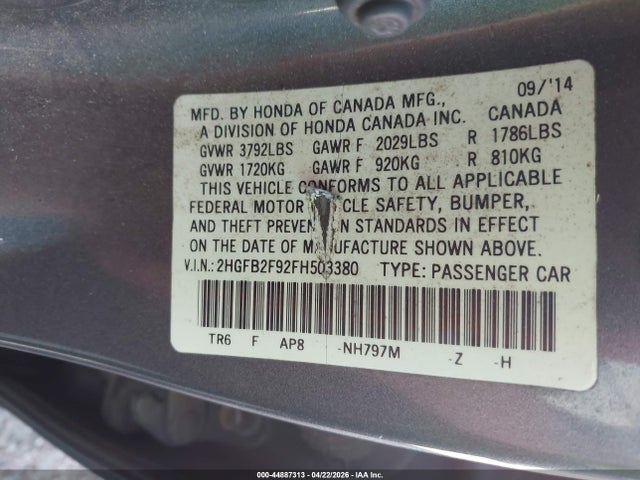 09/'14
MFD. BY HONDA OF CANADA MFG., CANADA
A DIVISION OF HONDA CANADA INC.
GVWR 3792LBS GAWR F 2029LBS R 1786LBS
GVWR 1720KG GAWR F 920KG R 810KG
THIS VEHICLE CONFORMS TO ALL APPLICABLE
FEDERAL MOTOR CLE SAFETY, BUMPER,
AND THEFT PREVEN N STANDARDS IN EFFECT
ON THE DATE OF M UFACTURE SHOWN ABOVE.
V.I.N.: 2HGFB2F92FH503380 TYPE: PASSENGER CAR
TR6 F AP8 -NH797M -Z -H
000-44887313 - 04/22/2026 - IAA Inc.